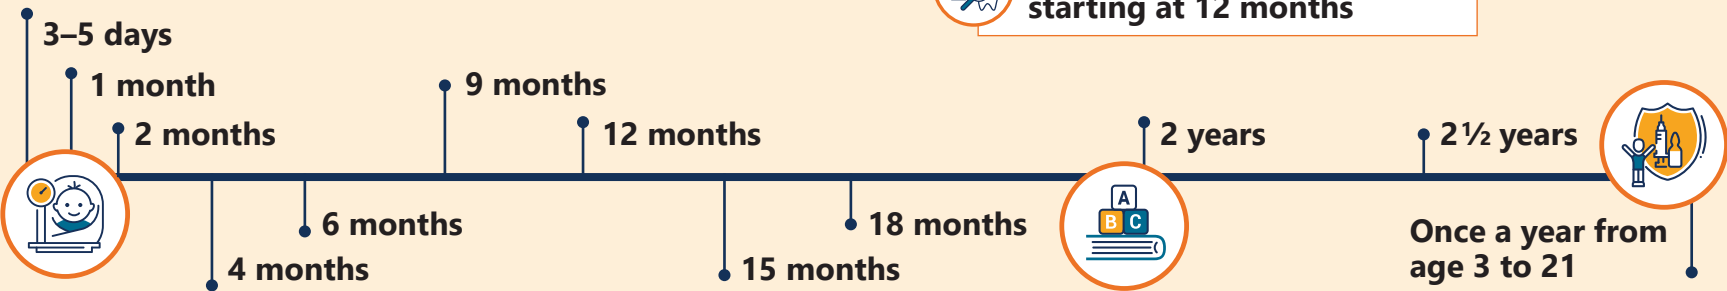 starting at 12 months
3–5 days
1 month
2 months
4 months
6 months
9 months
12 months
15 months
18 months
A
B C
2 years
2½ years
Once a year from
age 3 to 21